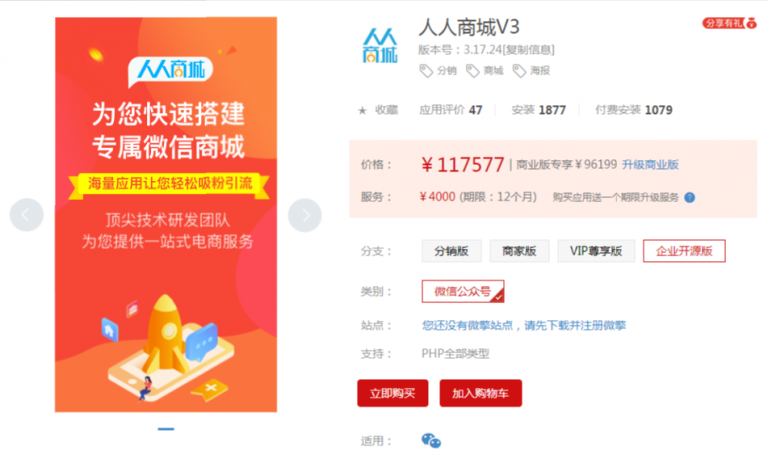 人人商城
为您快速搭建
专属微信商城
海量应用让您轻松吸粉引流
顶尖技术研发团队
为您提供一站式电商服务
人人
商城
人人商城V3
分享有礼
版本号：3.17.24[复制信息]
分销 商城 海报
★ 收藏 应用评价 47 安装 1877 付费安装 1079
价格： ¥117577 | 商业版专享 ¥96199 升级商业版
服务： ¥4000 (期限：12个月) 购买应用送一个期限升级服务 ?
分支： 分销版 商家版 VIP尊享版 企业开源版
类别： 微信公众号
站点： 您还没有微擎站点，请先下载并注册微擎
支持： PHP全部类型
立即购买 加入购物车
适用：